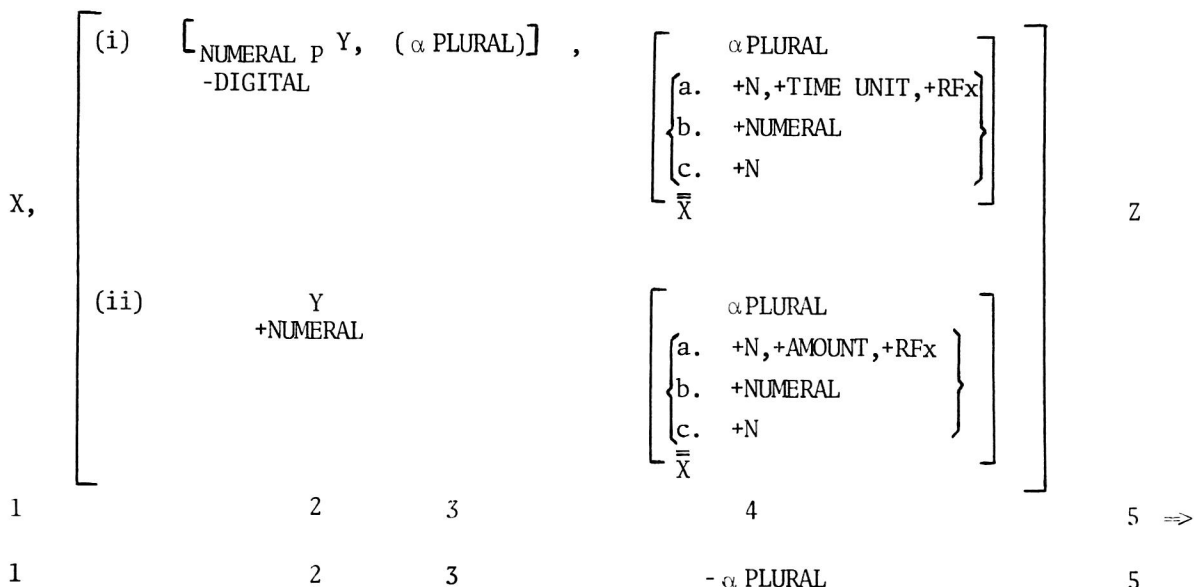 (i) [NUMERAL P Y, (α PLURAL)] , α PLURAL
-DIGITAL
a. +N,+TIME UNIT,+RFx
b. +NUMERAL
c. +N
X, X̿ Z
(ii) Y α PLURAL
+NUMERAL
a. +N,+AMOUNT,+RFx
b. +NUMERAL
c. +N
X̿
1 2 3 4 5 =>
1 2 3 - α PLURAL 5